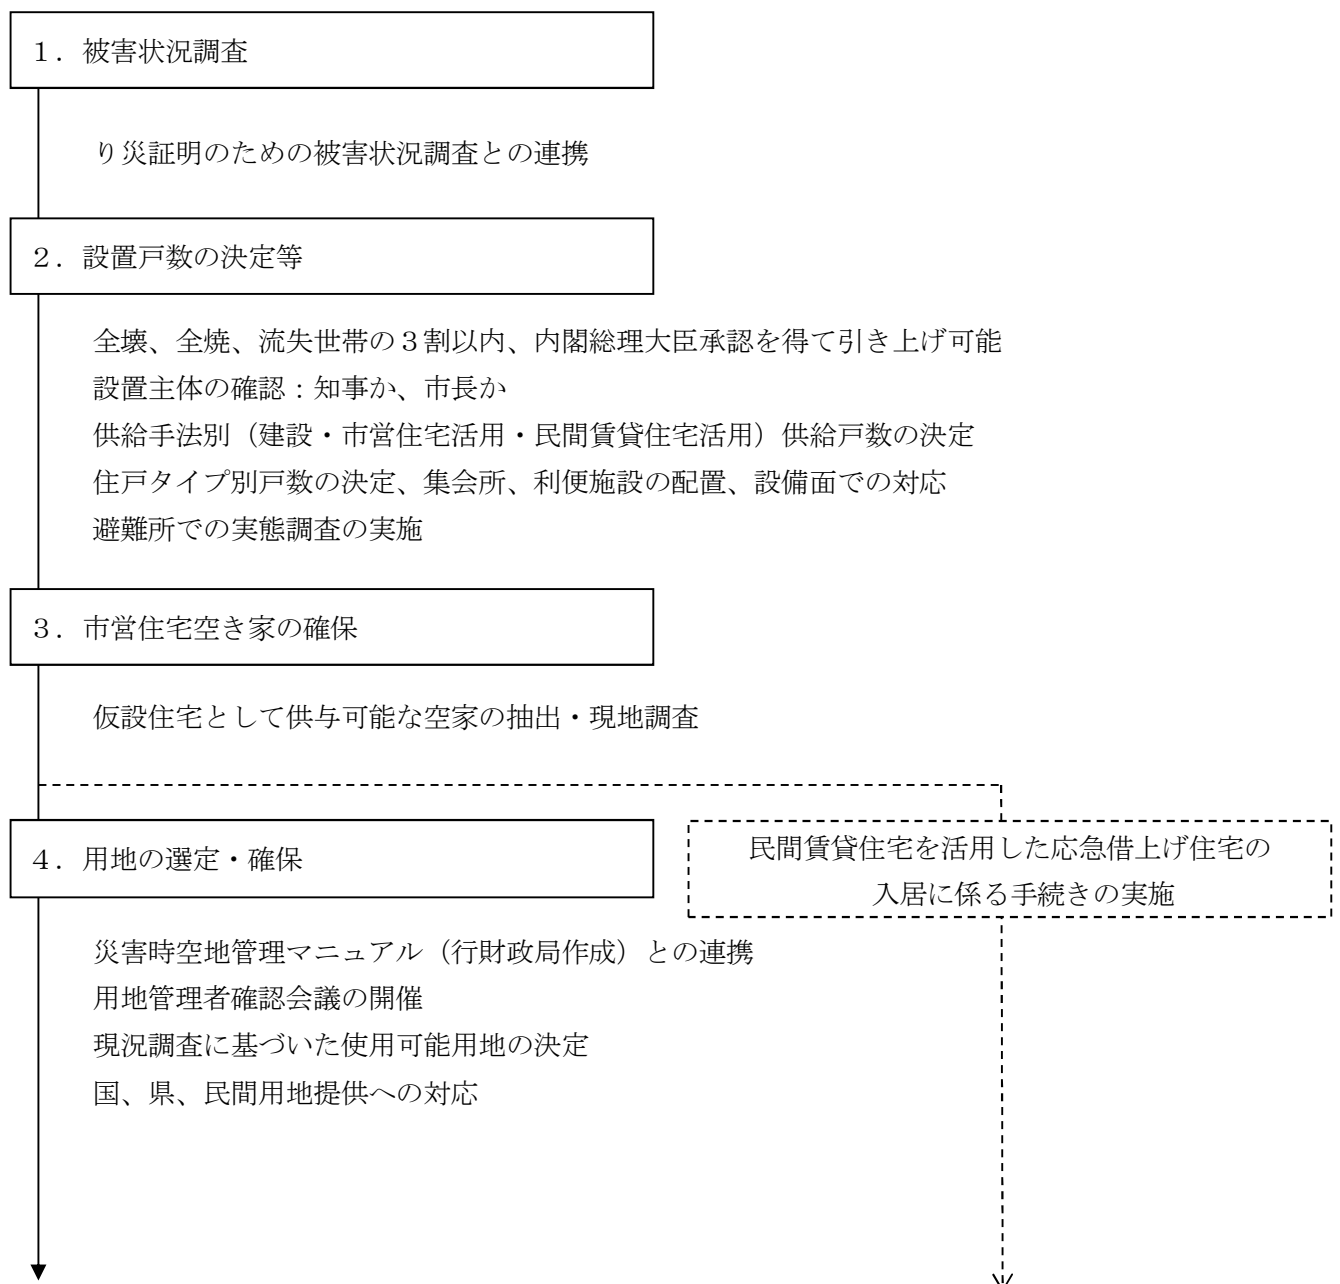 １．被害状況調査
り災証明のための被害状況調査との連携
２．設置戸数の決定等
全壊、全焼、流失世帯の３割以内、内閣総理大臣承認を得て引き上げ可能
設置主体の確認：知事か、市長か
供給手法別（建設・市営住宅活用・民間賃貸住宅活用）供給戸数の決定
住戸タイプ別戸数の決定、集会所、利便施設の配置、設備面での対応
避難所での実態調査の実施
３．市営住宅空き家の確保
仮設住宅として供与可能な空家の抽出・現地調査
４．用地の選定・確保
民間賃貸住宅を活用した応急借上げ住宅の
入居に係る手続きの実施
災害時空地管理マニュアル（行財政局作成）との連携
用地管理者確認会議の開催
現況調査に基づいた使用可能用地の決定
国、県、民間用地提供への対応